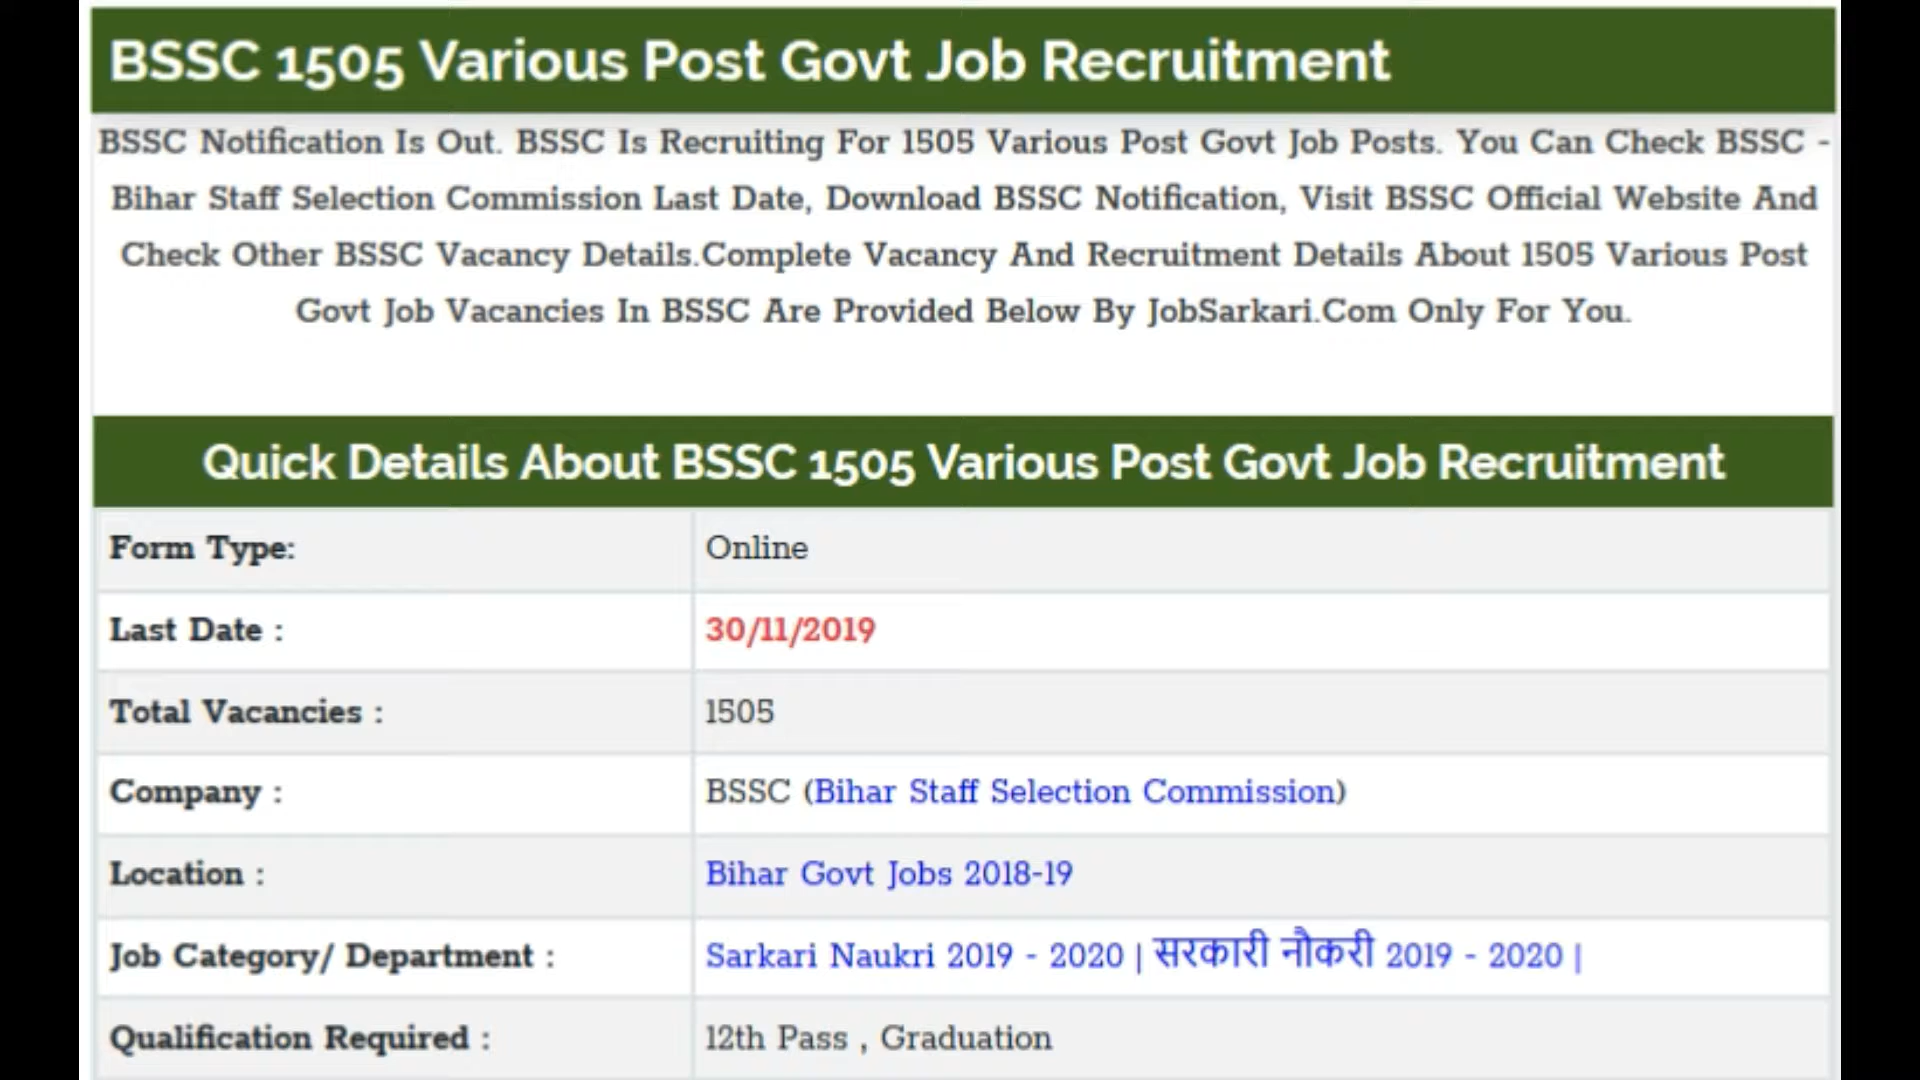 BSSC 1505 Various Post Govt Job Recruitment
BSSC Notification Is Out. BSSC Is Recruiting For 1505 Various Post Govt Job Posts. You Can Check BSSC -
Bihar Staff Selection Commission Last Date, Download BSSC Notification, Visit BSSC Official Website And
Check Other BSSC Vacancy Details.Complete Vacancy And Recruitment Details About 1505 Various Post
Govt Job Vacancies In BSSC Are Provided Below By JobSarkari.Com Only For You.
Quick Details About BSSC 1505 Various Post Govt Job Recruitment
Form Type: Online
Last Date : 30/11/2019
Total Vacancies : 1505
Company : BSSC (Bihar Staff Selection Commission)
Location : Bihar Govt Jobs 2018-19
Job Category/ Department : Sarkari Naukri 2019 - 2020 | सरकारी नौकरी 2019 - 2020 |
Qualification Required : 12th Pass , Graduation